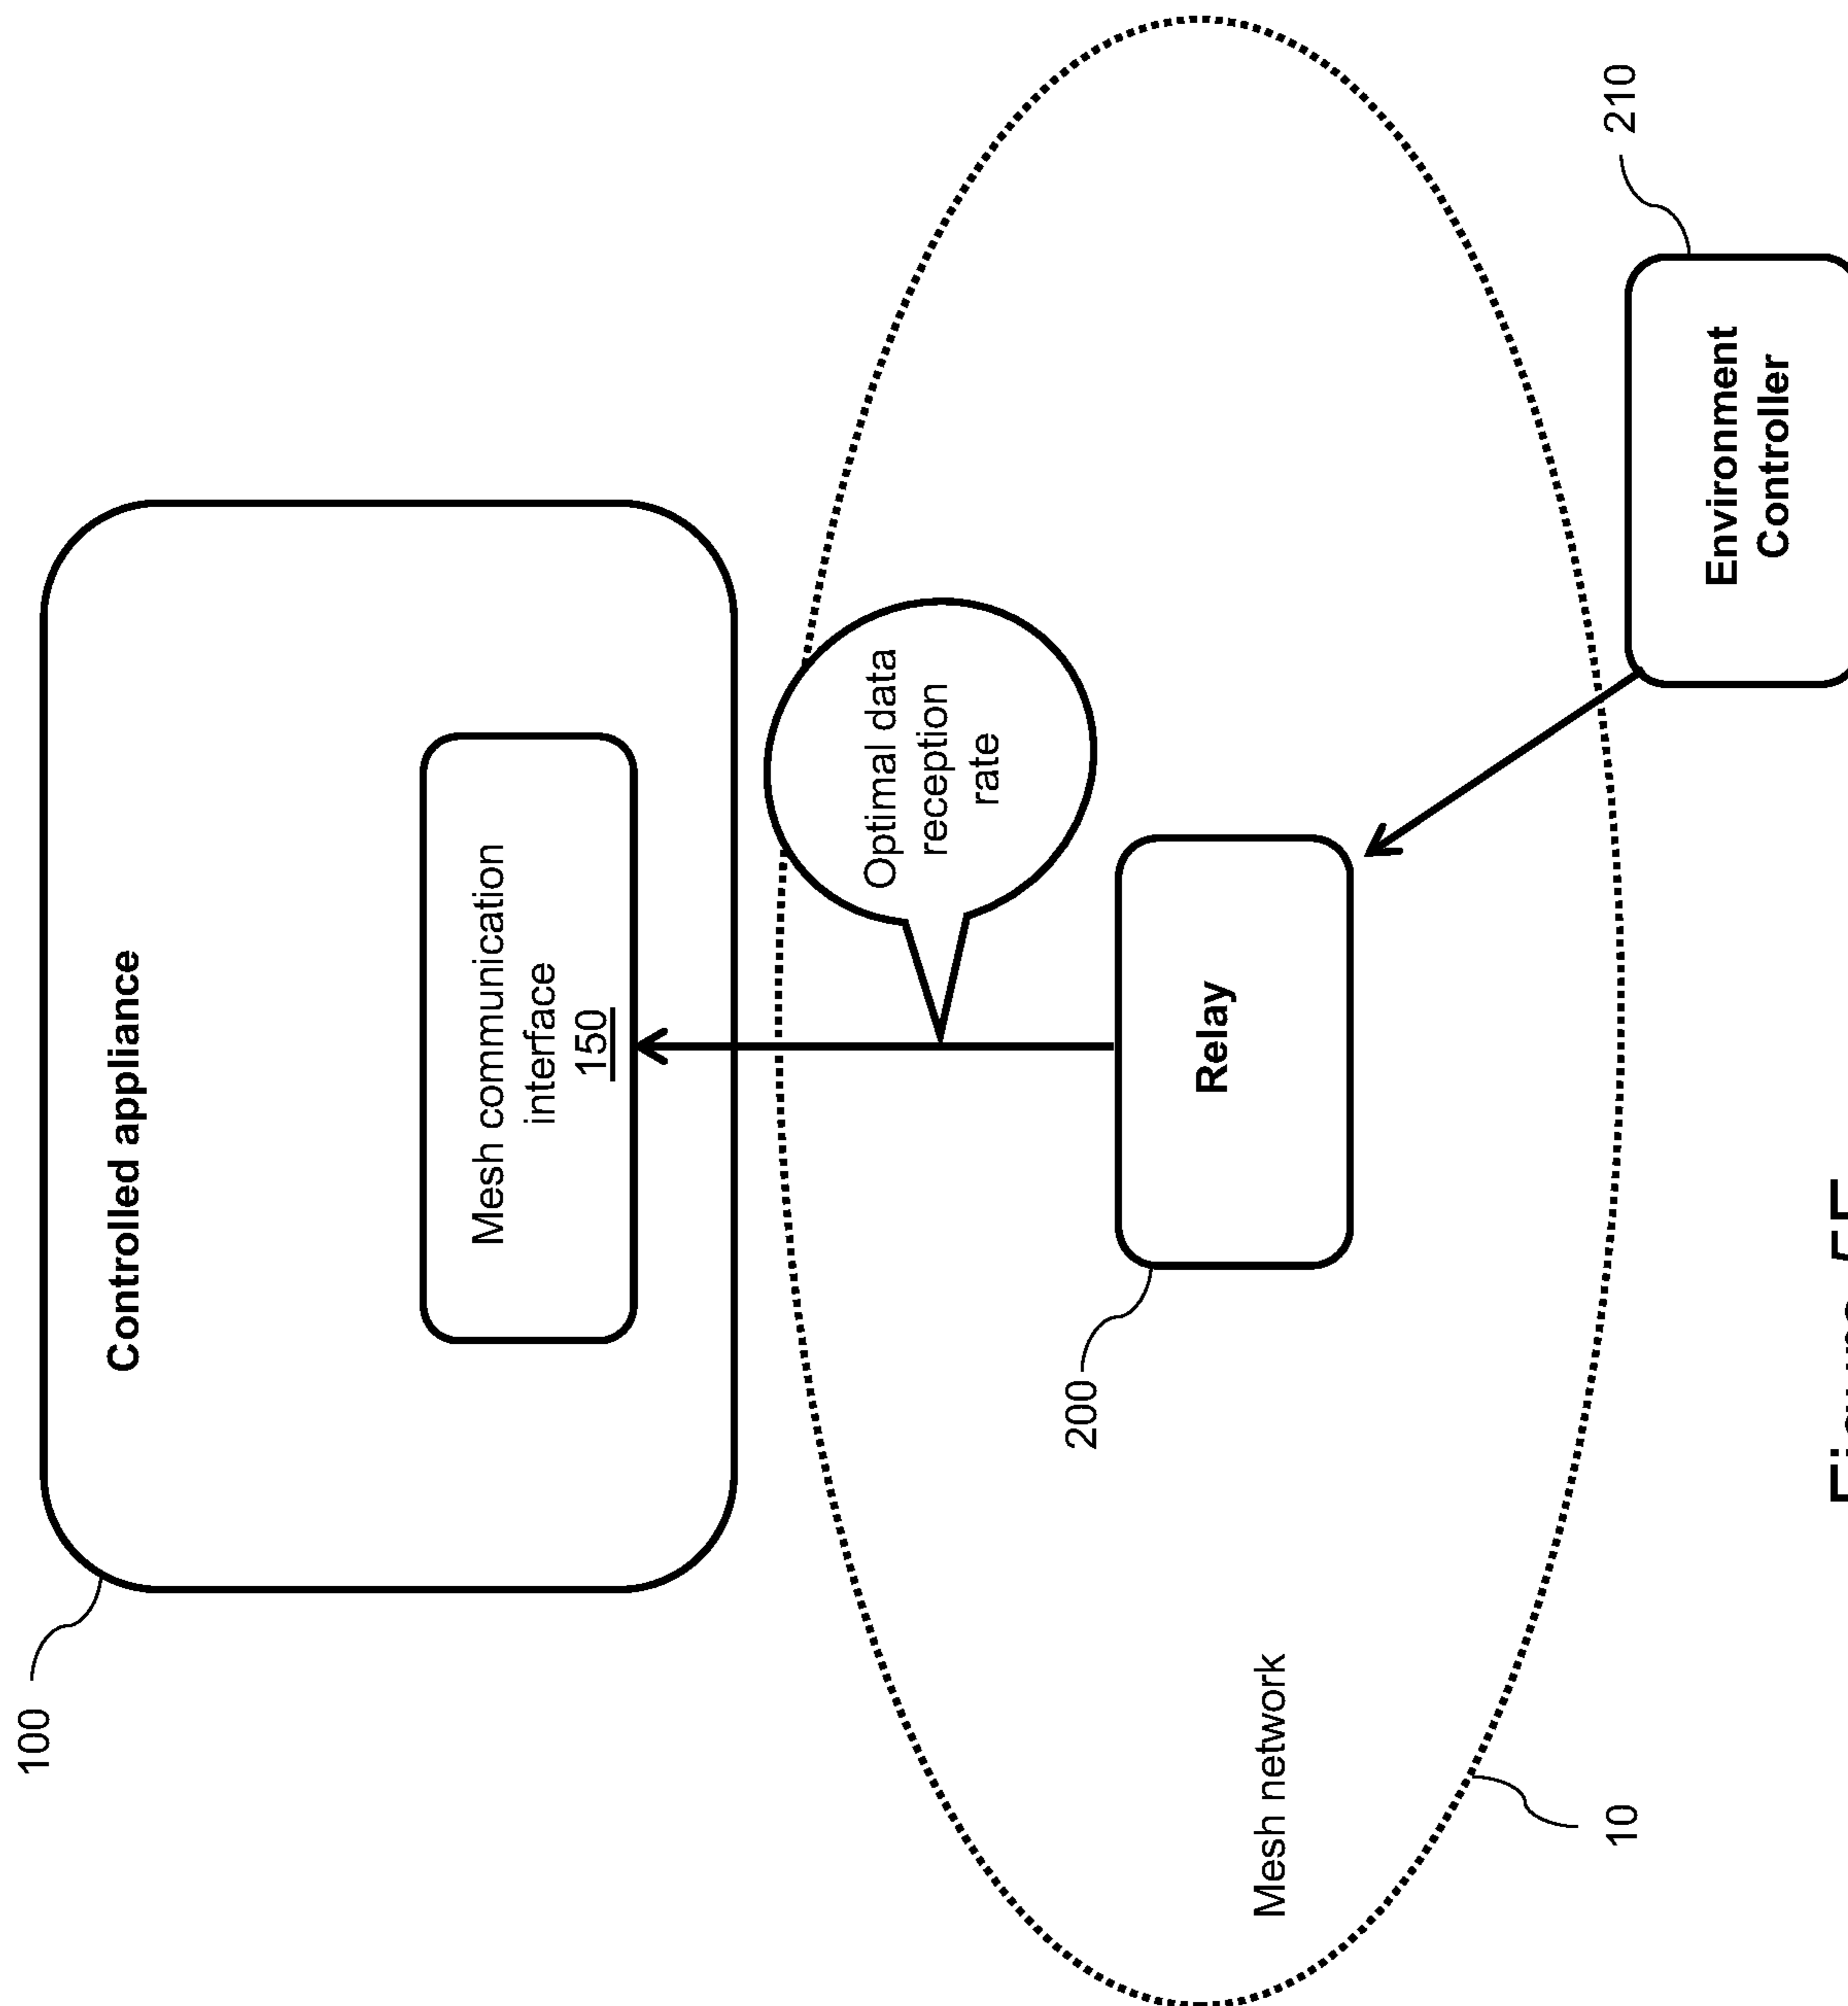 100
Controlled appliance
Mesh communication
interface
150
Optimal data
reception
rate
200
Relay
Mesh network
10
210
Environment
Controller
Figure